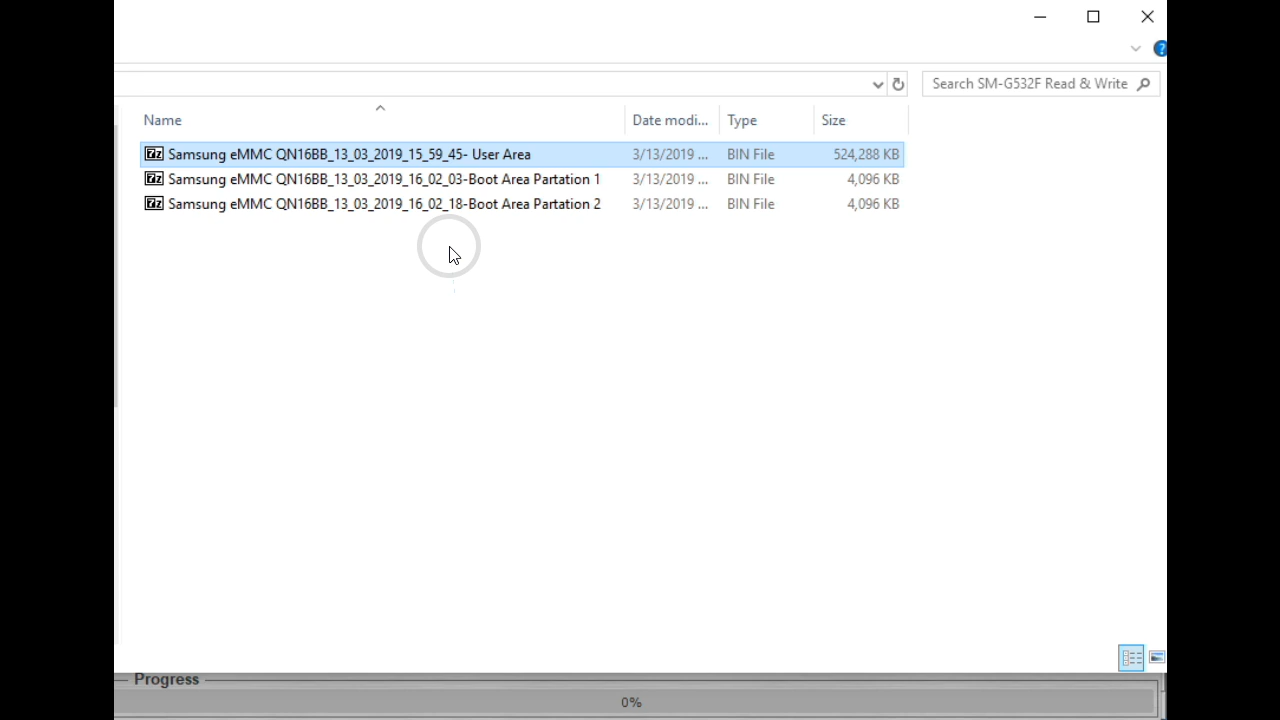 ?
Search SM-G532F Read & Write
Name Date modi... Type Size
Samsung eMMC QN16BB_13_03_2019_15_59_45- User Area 3/13/2019 ... BIN File 524,288 KB
Samsung eMMC QN16BB_13_03_2019_16_02_03-Boot Area Partation 1 3/13/2019 ... BIN File 4,096 KB
Samsung eMMC QN16BB_13_03_2019_16_02_18-Boot Area Partation 2 3/13/2019 ... BIN File 4,096 KB
Progress
0%